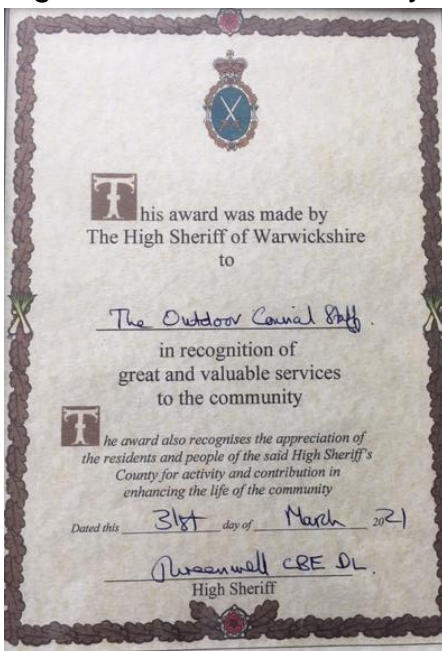 This award was made by
The High Sheriff of Warwickshire
to
The Outdoor Council Staff.
in recognition of
great and valuable services
to the community
The award also recognises the appreciation of
the residents and people of the said High Sheriff's
County for activity and contribution in
enhancing the life of the community
Dated this 31st day of March 2021
CBE DL.
High Sheriff